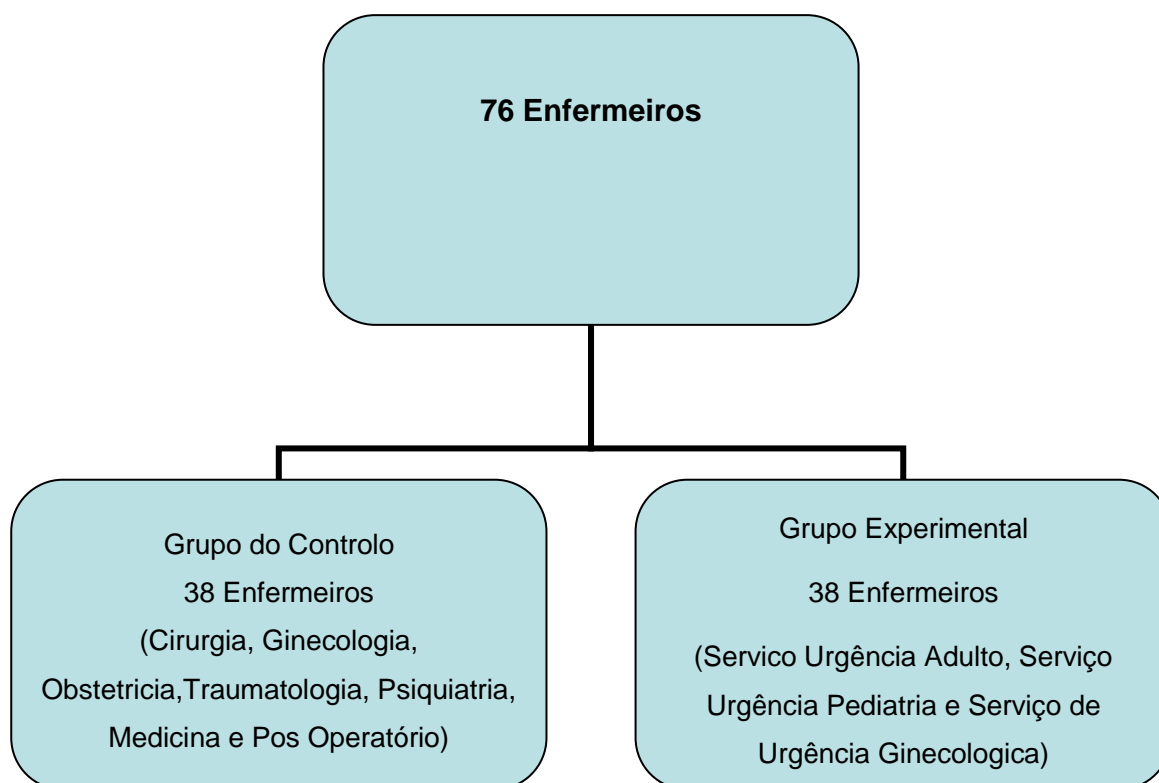 76 Enfermeiros
Grupo do Controlo
38 Enfermeiros
(Cirurgia, Ginecologia,
Obstetricia,Traumatologia, Psiquiatria,
Medicina e Pos Operatório)
Grupo Experimental
38 Enfermeiros
(Servico Urgência Adulto, Serviço
Urgência Pediatria e Serviço de
Urgência Ginecologica)